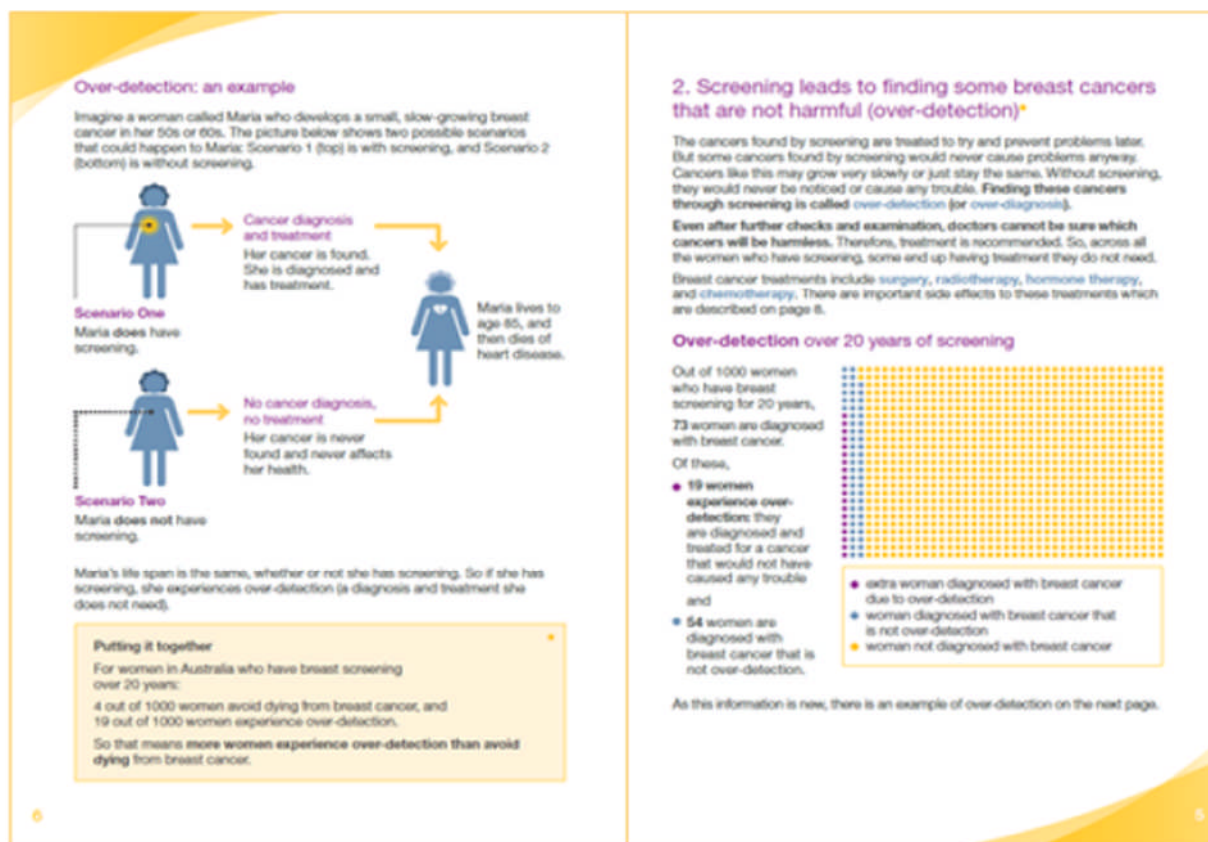 Over-detection: an example
Imagine a woman called Maria who develops a small, slow-growing breast
cancer in her 50s or 60s. The picture below shows two possible scenarios
that could happen to Maria: Scenario 1 (top) is with screening, and Scenario 2
(bottom) is without screening.
Cancer diagnosis
and treatment
Her cancer is found.
She is diagnosed and
has treatment.
Scenario One
Maria does have
screening.
Maria lives to
age 85, and
then dies of
heart disease.
No cancer diagnosis,
no treatment
Her cancer is never
found and never affects
her health.
Scenario Two
Maria does not have
screening.
Maria's life span is the same, whether or not she has screening. So if she has
screening, she experiences over-detection (a diagnosis and treatment she
does not need).
Putting it together
For women in Australia who have breast screening
over 20 years:
4 out of 1000 women avoid dying from breast cancer, and
19 out of 1000 women experience over-detection.
So that means more women experience over-detection than avoid
dying from breast cancer.
6
2. Screening leads to finding some breast cancers
that are not harmful (over-detection)*
The cancers found by screening are treated to try and prevent problems later.
But some cancers found by screening would never cause problems anyway.
Cancers like this may grow very slowly or just stay the same. Without screening,
they would never be noticed or cause any trouble. Finding these cancers
through screening is called over-detection (or over-diagnosis).
Even after further checks and examination, doctors cannot be sure which
cancers will be harmless. Therefore, treatment is recommended. So, across all
the women who have screening, some end up having treatment they do not need.
Breast cancer treatments include surgery, radiotherapy, hormone therapy,
and chemotherapy. There are important side effects to these treatments which
are described on page 8.
Over-detection over 20 years of screening
Out of 1000 women
who have breast
screening for 20 years,
73 women are diagnosed
with breast cancer.
Of these,
19 women
experience over-
detection: they
are diagnosed and
treated for a cancer
that would not have
caused any trouble
and
54 women are
diagnosed with
breast cancer that is
not over-detection.
extra woman diagnosed with breast cancer
due to over-detection
woman diagnosed with breast cancer that
is not over-detection
woman not diagnosed with breast cancer
As this information is new, there is an example of over-detection on the next page.
5